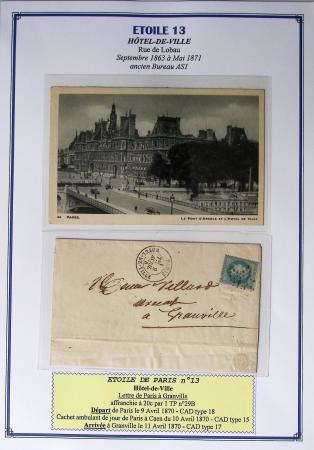 ETOILE 13
HÔTEL-DE-VILLE
Rue de Lobau
Septembre 1863 à Mai 1871
ancien Bureau AS1
PARIS.
LE PONT D'ARCOLE ET L'HOTEL DE VILLE
à Granville
ETOILE DE PARIS n°13
Hôtel-de-Ville
Lettre de Paris à Granville
affranchie à 20c par 1 TP n°29B
Départ de Paris le 9 Avril 1870 - CAD type 18
Cachet ambulant de jour de Paris à Caen du 10 Avril 1870 - CAD type 15
Arrivée à Granville le 11 Avril 1870 - CAD type 17